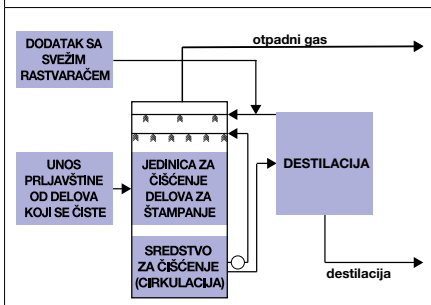 DODATAK SA
SVEŽIM
RASTVARAČEM
otpadni gas
UNOS
PRLJAVŠTINE
OD DELOVA
KOJI SE ČISTE
JEDINICA ZA
ČIŠĆENJE
DELOVA ZA
ŠTAMPANJE
DESTILACIJA
SREDSTVO
ZA ČIŠĆENJE
(CIRKULACIJA)
destilacija